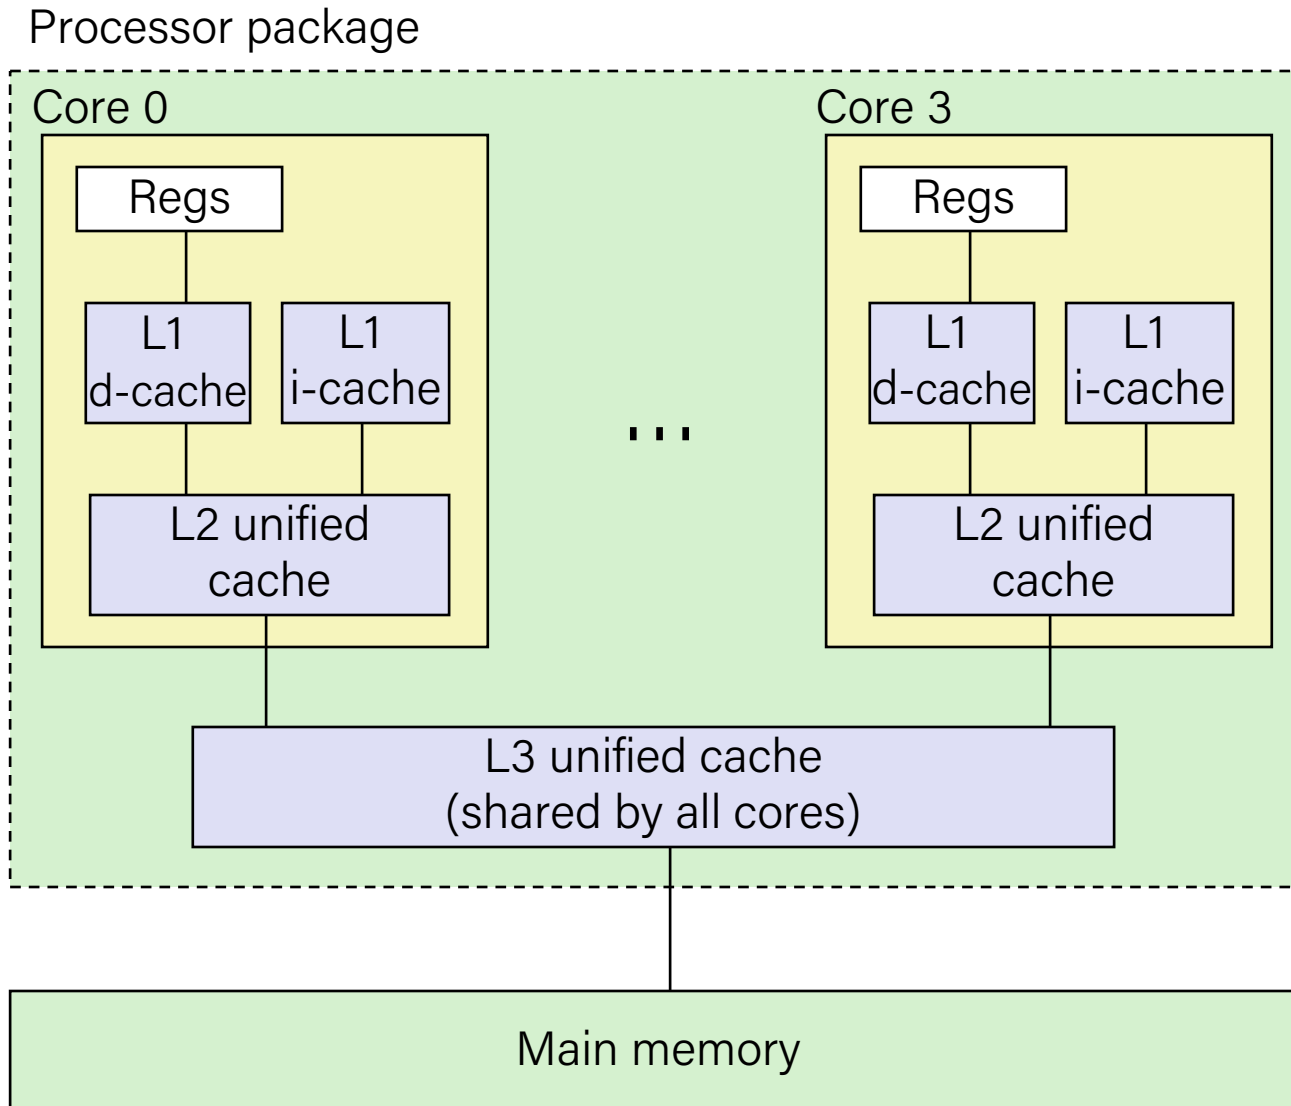 Processor package
Core 0
Core 3
Regs
Regs
L1
d-cache
L1
i-cache
L1
d-cache
L1
i-cache
...
L2 unified
cache
L2 unified
cache
L3 unified cache
(shared by all cores)
Main memory